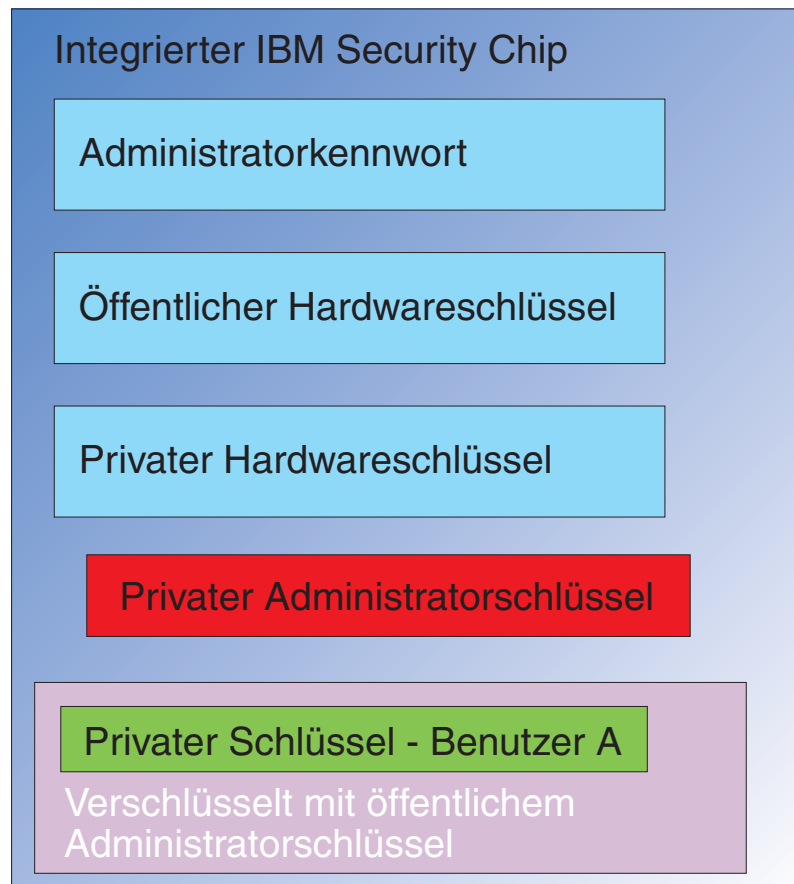 Integrierter IBM Security Chip
Administratorkennwort
Öffentlicher Hardwareschlüssel
Privater Hardwareschlüssel
Privater Administratorschlüssel
Privater Schlüssel - Benutzer A
Verschlüsselt mit öffentlichem
Administratorschlüssel